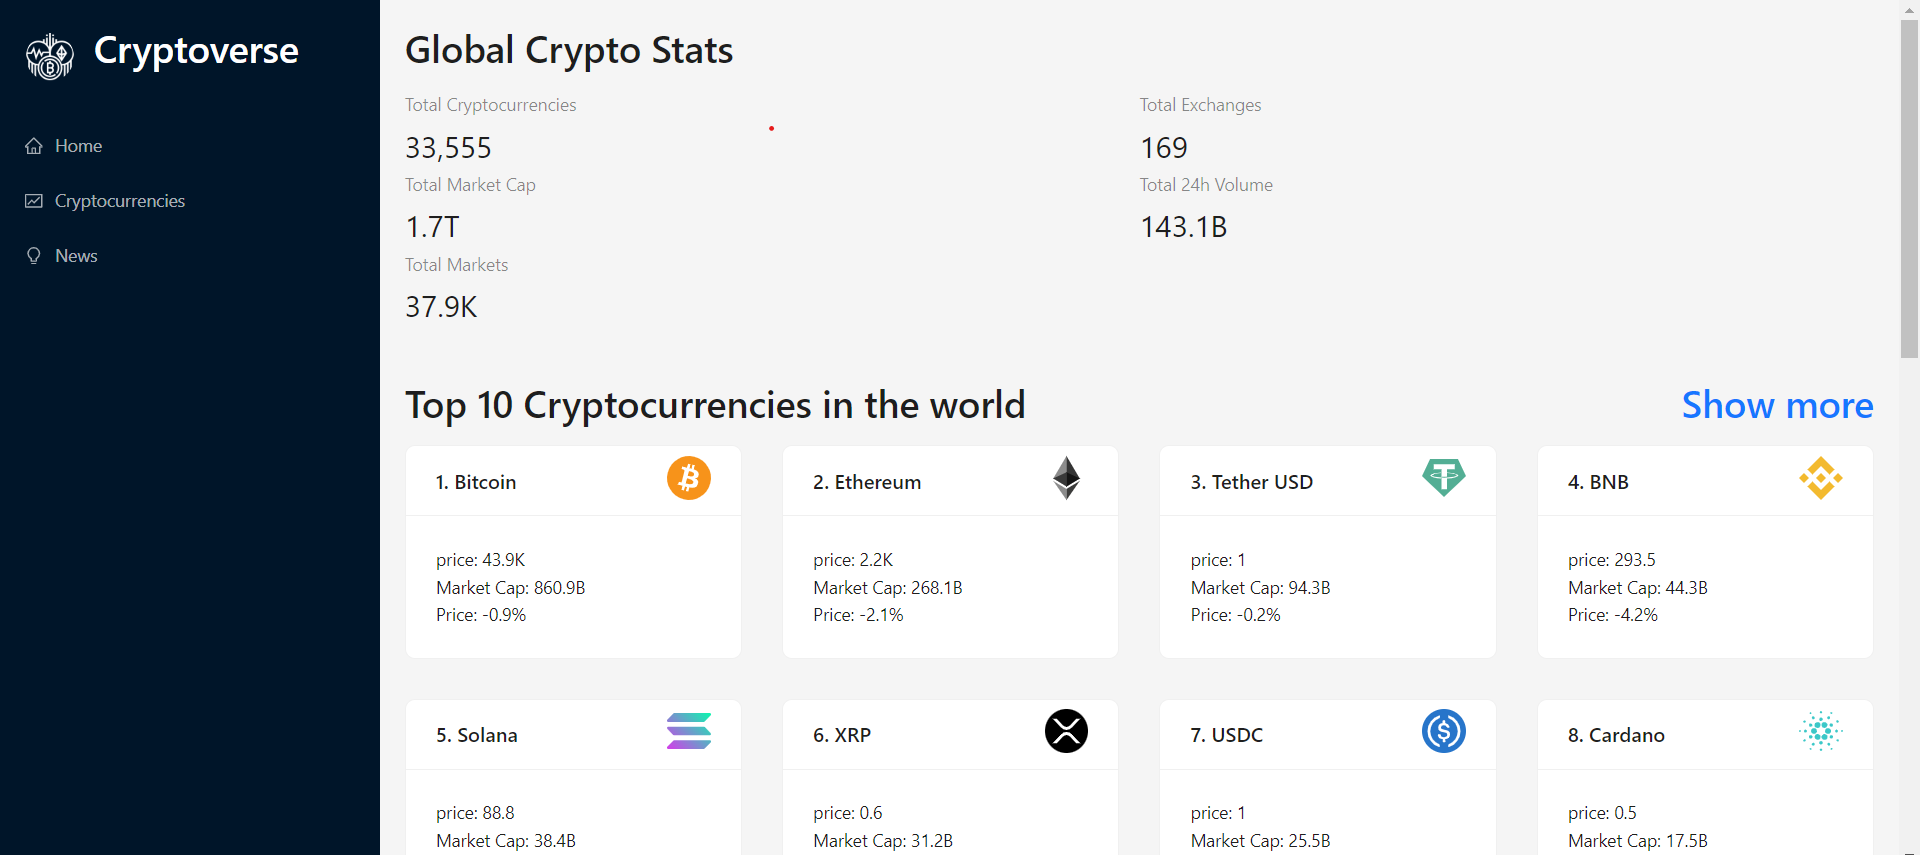 Cryptoverse
Home
Cryptocurrencies
News
Global Crypto Stats
Total Cryptocurrencies
33,555
Total Exchanges
169
Total Market Cap
1.7T
Total 24h Volume
143.1B
Total Markets
37.9K
Top 10 Cryptocurrencies in the world
Show more
1. Bitcoin
price: 43.9K
Market Cap: 860.9B
Price: -0.9%
2. Ethereum
price: 2.2K
Market Cap: 268.1B
Price: -2.1%
3. Tether USD
price: 1
Market Cap: 94.3B
Price: -0.2%
4. BNB
price: 293.5
Market Cap: 44.3B
Price: -4.2%
5. Solana
price: 88.8
Market Cap: 38.4B
6. XRP
price: 0.6
Market Cap: 31.2B
7. USDC
price: 1
Market Cap: 25.5B
8. Cardano
price: 0.5
Market Cap: 17.5B